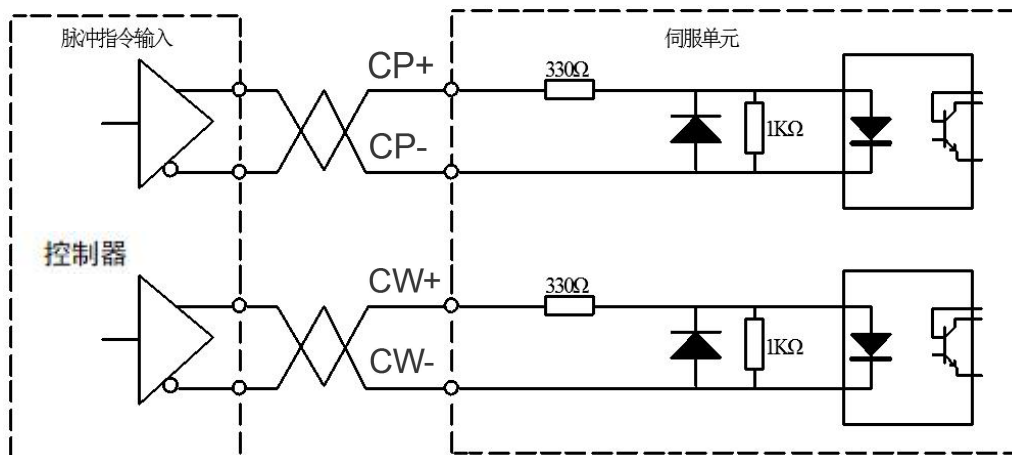 脉冲指令输入
伺服单元
CP+
330Ω
CP-
1KΩ
控制器
CW+
330Ω
CW-
1KΩ